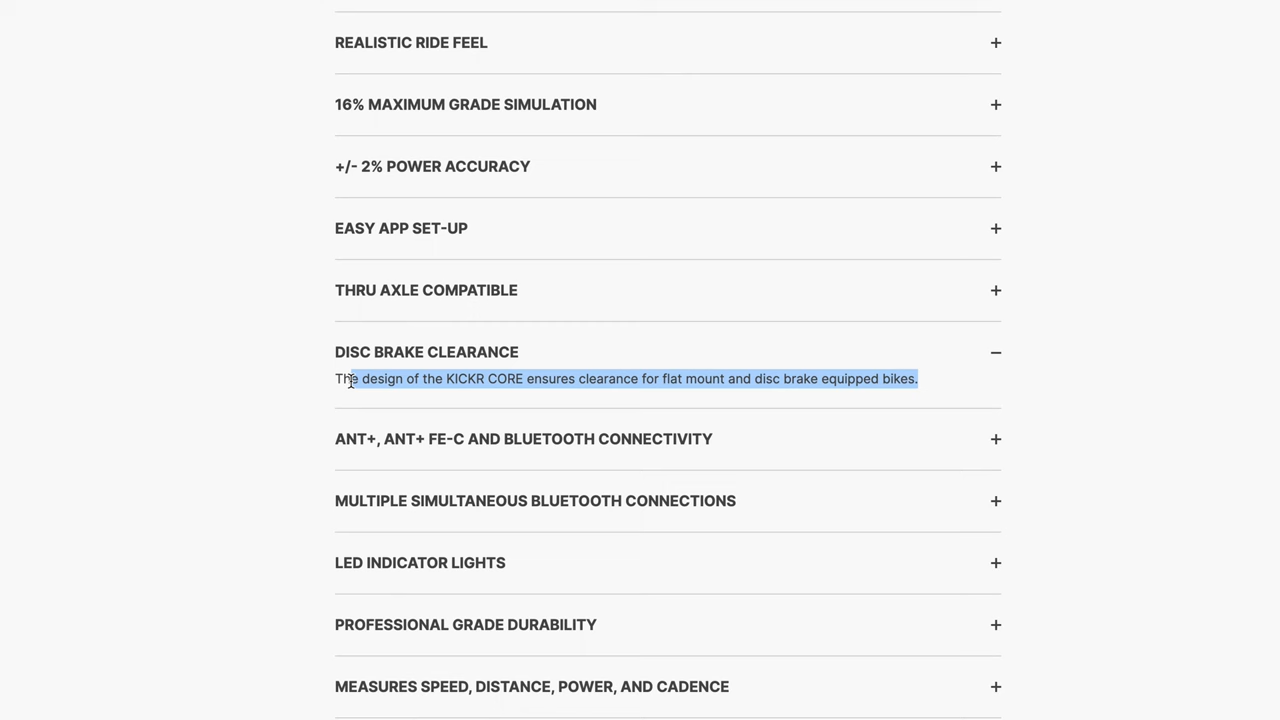 REALISTIC RIDE FEEL
16% MAXIMUM GRADE SIMULATION
+/- 2% POWER ACCURACY
EASY APP SET-UP
THRU AXLE COMPATIBLE
DISC BRAKE CLEARANCE
The design of the KICKR CORE ensures clearance for flat mount and disc brake equipped bikes.
ANT+, ANT+ FE-C AND BLUETOOTH CONNECTIVITY
MULTIPLE SIMULTANEOUS BLUETOOTH CONNECTIONS
LED INDICATOR LIGHTS
PROFESSIONAL GRADE DURABILITY
MEASURES SPEED, DISTANCE, POWER, AND CADENCE